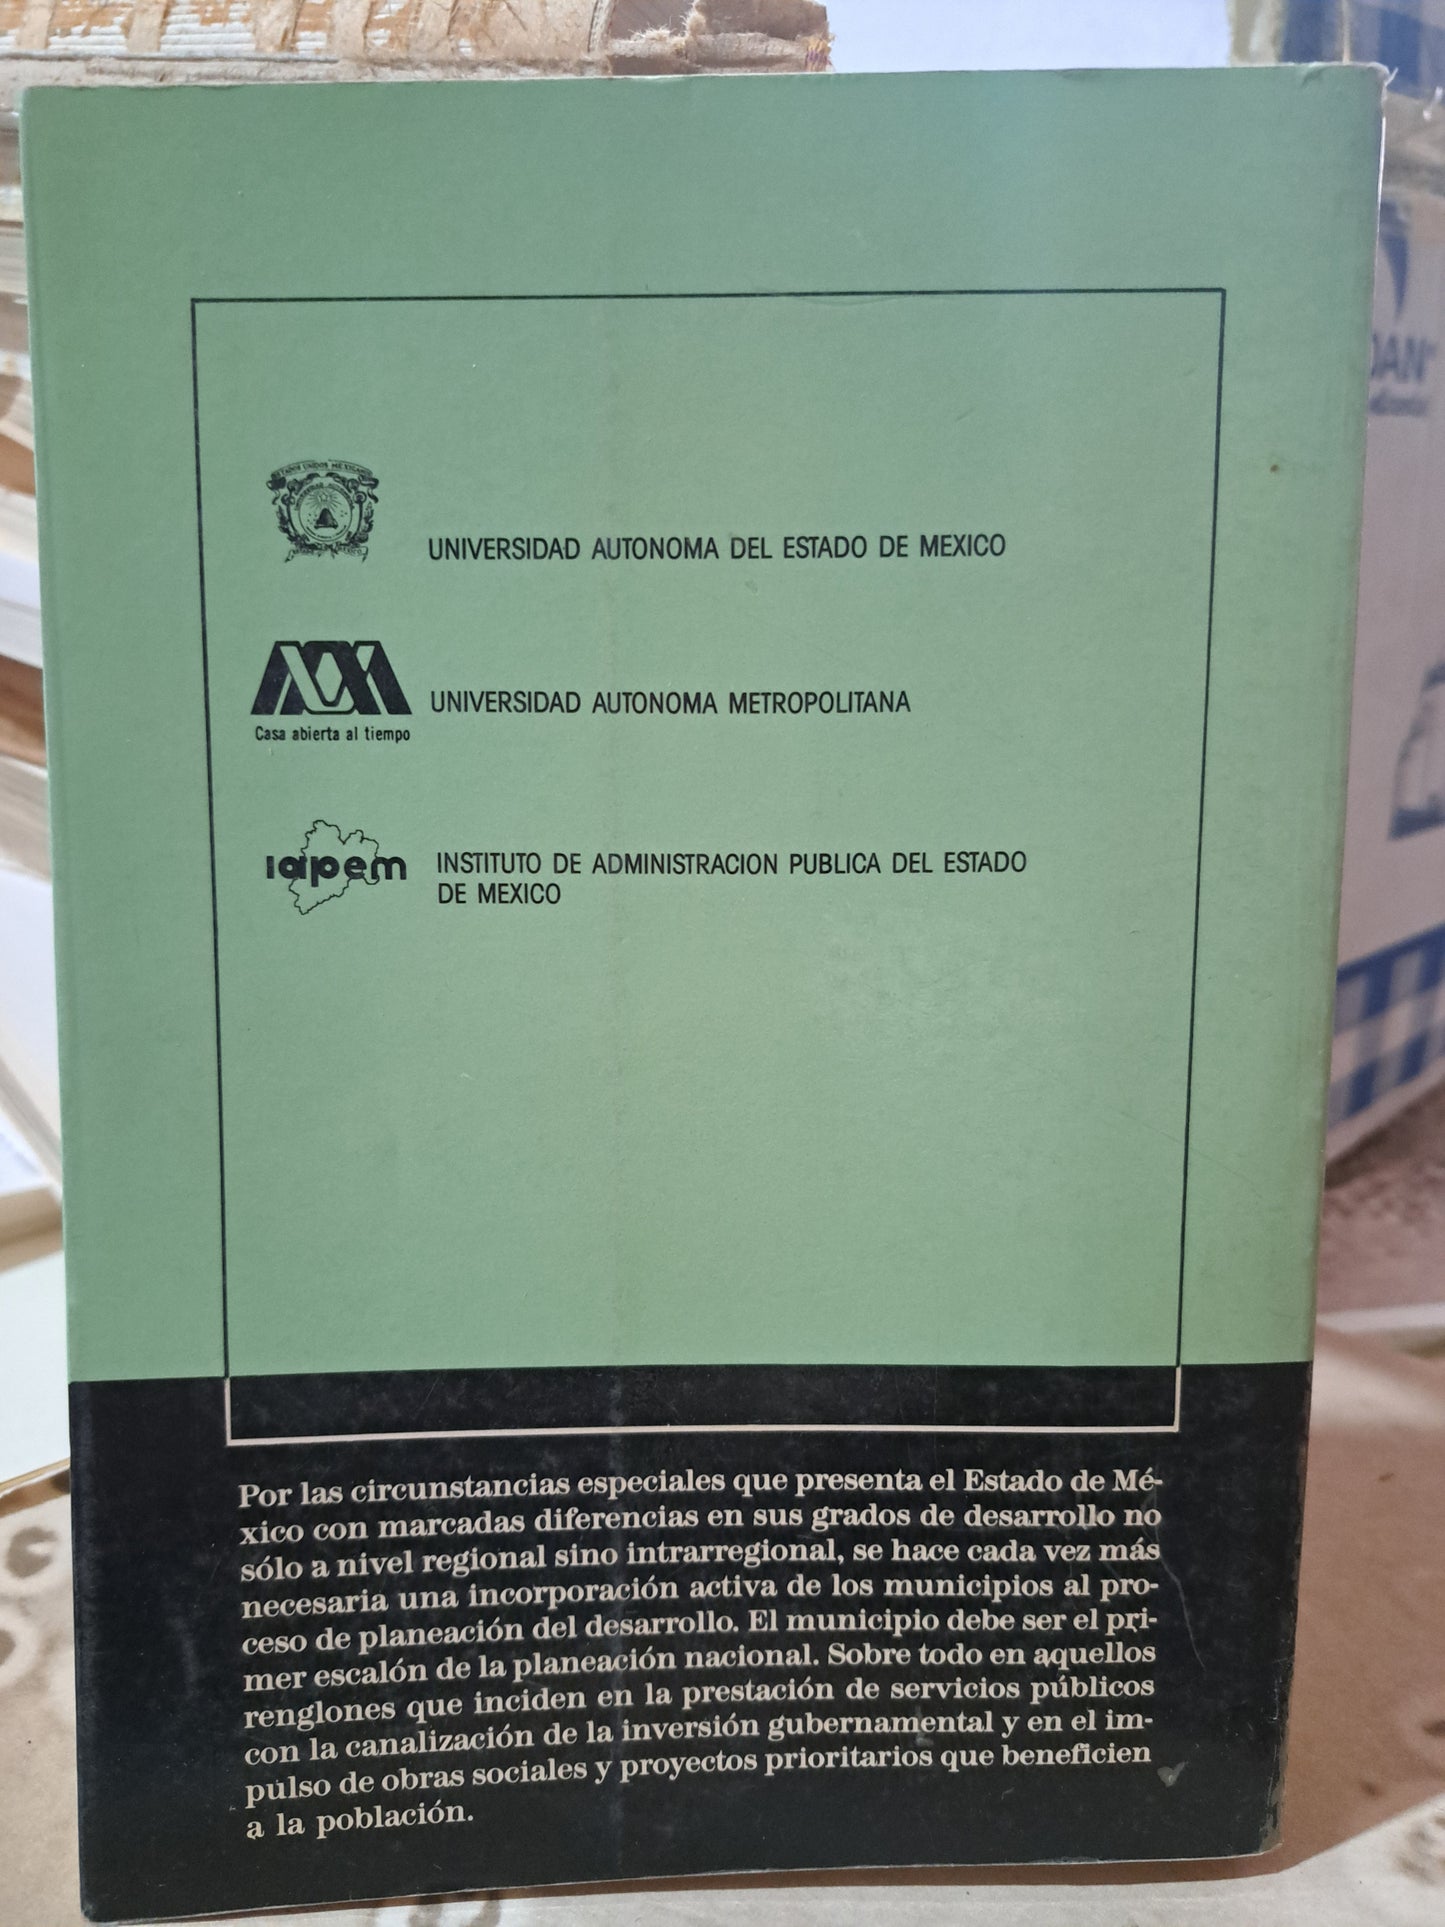 ESTADOS UNIDOS MEXICANOS
UNIVERSIDAD AUTONOMA DEL ESTADO DE MEXICO
UNIVERSIDAD AUTONOMA METROPOLITANA
Casa abierta al tiempo
iapem
INSTITUTO DE ADMINISTRACION PUBLICA DEL ESTADO
DE MEXICO
Por las circunstancias especiales que presenta el Estado de Mé-
xico con marcadas diferencias en sus grados de desarrollo no
sólo a nivel regional sino intrarregional, se hace cada vez más
necesaria una incorporación activa de los municipios al pro-
ceso de planeación del desarrollo. El municipio debe ser el pri-
mer escalón de la planeación nacional. Sobre todo en aquellos
renglones que inciden en la prestación de servicios públicos
con la canalización de la inversión gubernamental y en el im-
pulso de obras sociales y proyectos prioritarios que beneficien
a la población.